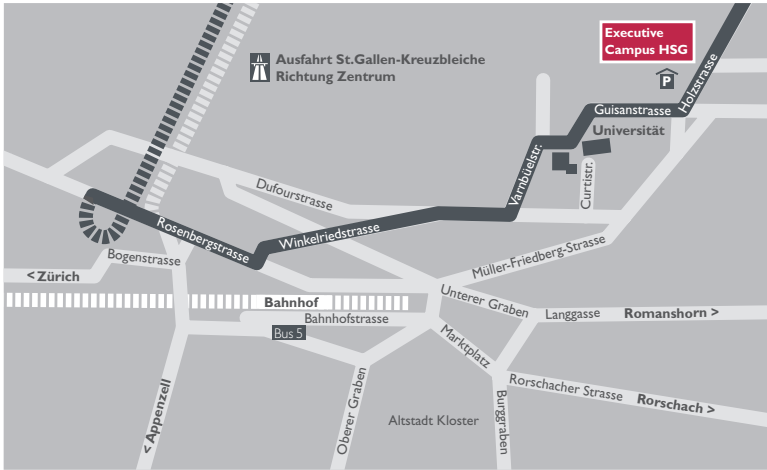 Executive
Campus HSG
Ausfahrt St.Gallen-Kreuzbleiche
Richtung Zentrum
P
Holzstrasse
Guisanstrasse
Universität
Varnbüelstr.
Curtistr.
Dufourstrasse
Rosenbergstrasse
Winkelriedstrasse
Müller-Friedberg-Strasse
Bogenstrasse
< Zürich
Unterer Graben
Bahnhof
Langgasse
Romanshorn >
Bahnhofstrasse
Bus 5
Marktplatz
Rorschacher Strasse
Rorschach >
< Appenzell
Oberer Graben
Altstadt Kloster
Burggraben